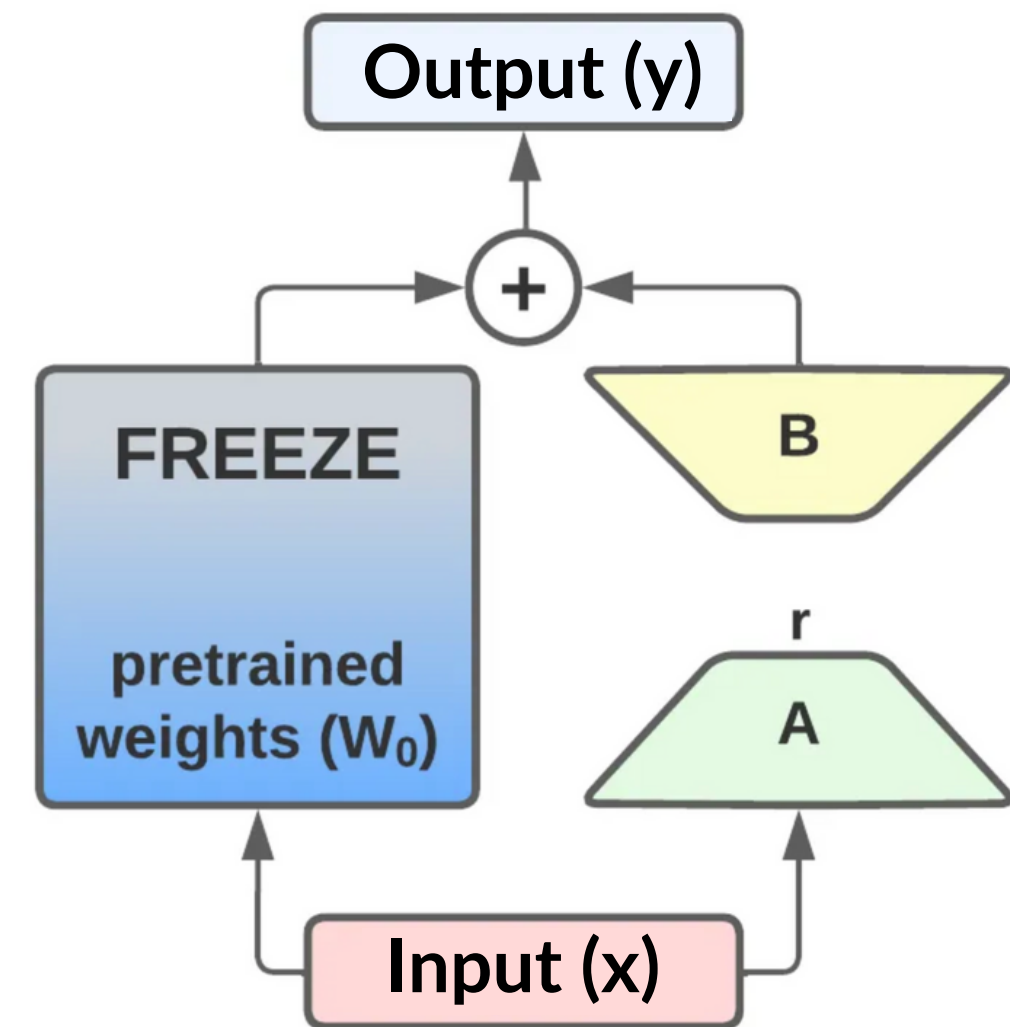 Output (y)
+
FREEZE
B
pretrained
weights (W₀)
r
A
Input (x)